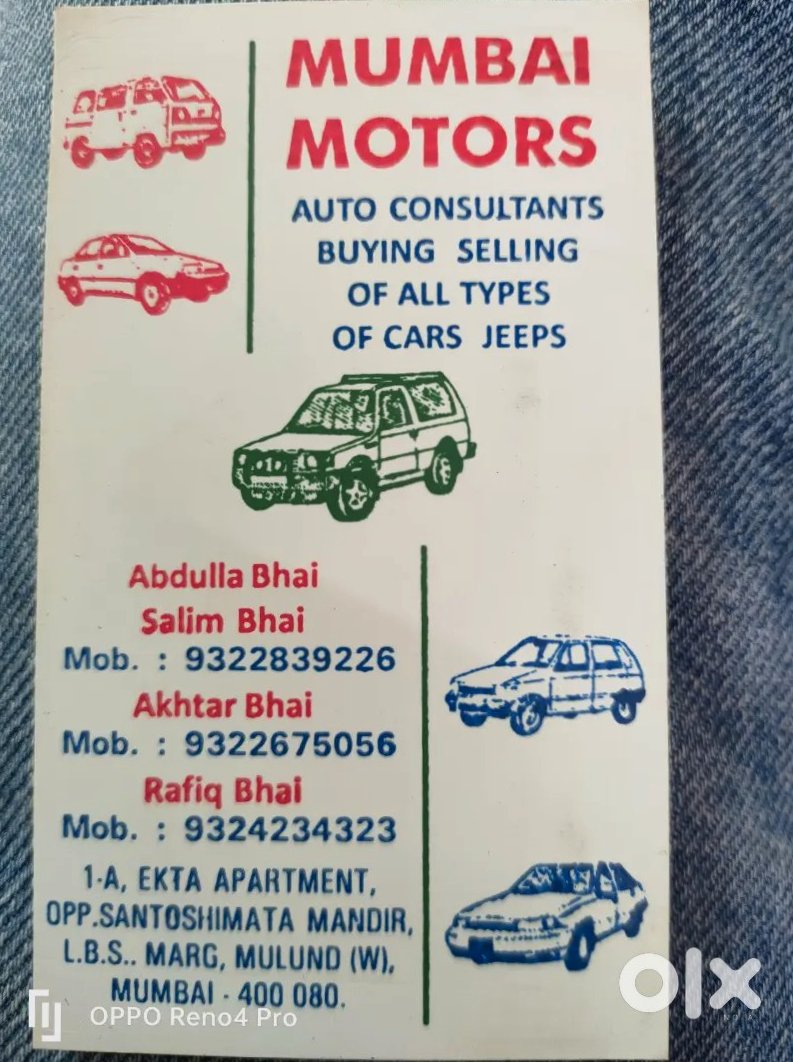 MUMBAI
MOTORS
AUTO CONSULTANTS
BUYING SELLING
OF ALL TYPES
OF CARS JEEPS
Abdulla Bhai
Salim Bhai
Mob. : 9322839226
Akhtar Bhai
Mob. : 9322675056
Rafiq Bhai
Mob. : 9324234323
1-A, EKTA APARTMENT,
OPP.SANTOSHIMATA MANDIR,
L.B.S.. MARG, MULUND (W),
MUMBAI - 400 080.
OPPO Reno4 Pro
olx